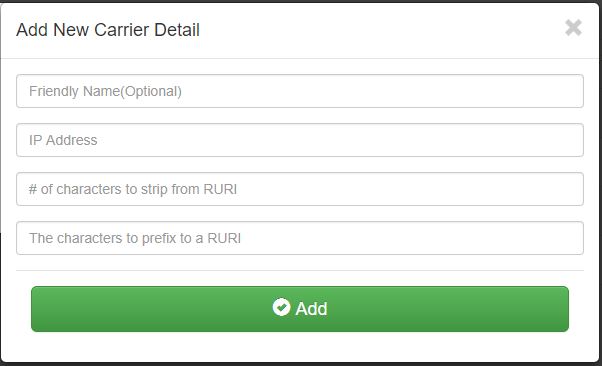 Add New Carrier Detail
Friendly Name(Optional)
IP Address
# of characters to strip from RURI
The characters to prefix to a RURI
Add